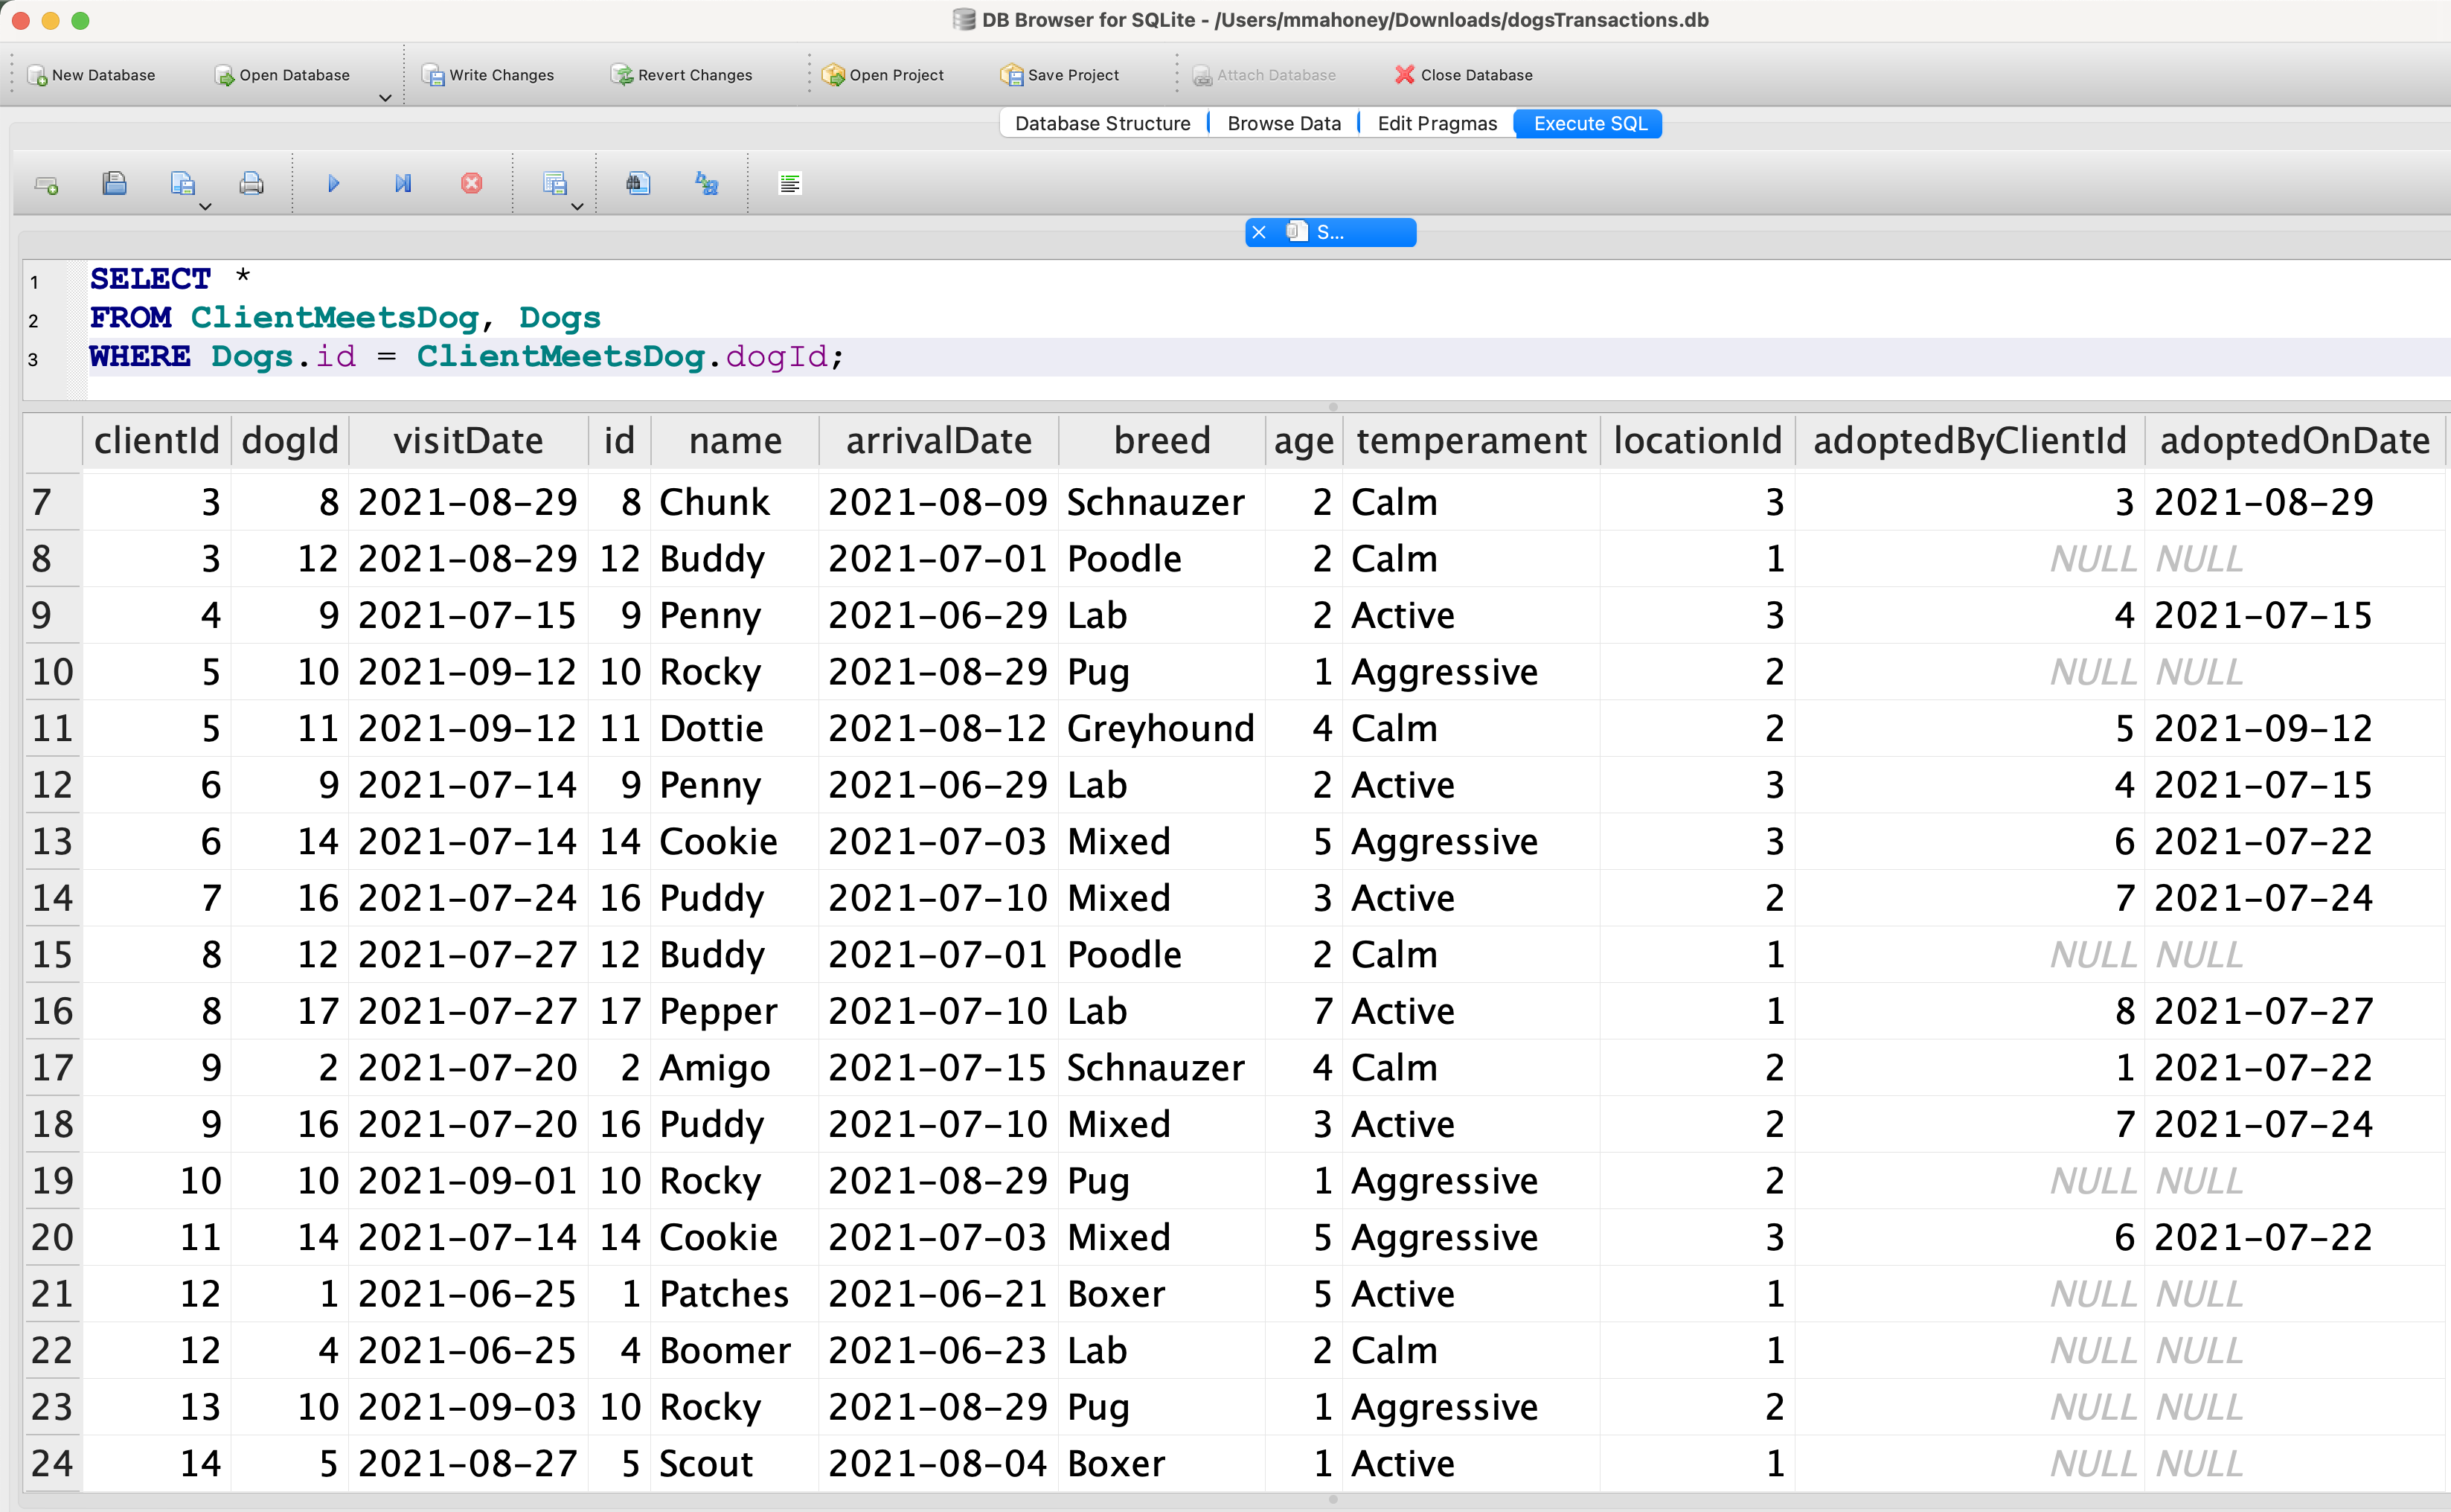 DB Browser for SQLite - /Users/mmahoney/Downloads/dogsTransactions.db
New Database Open Database Write Changes Revert Changes Open Project Save Project Attach Database Close Database
Database Structure Browse Data Edit Pragmas Execute SQL
S...
1 SELECT *
2 FROM ClientMeetsDog, Dogs
3 WHERE Dogs.id = ClientMeetsDog.dogId;
clientId dogId visitDate id name arrivalDate breed age temperament locationId adoptedByClientId adoptedOnDate
7 3 8 2021-08-29 8 Chunk 2021-08-09 Schnauzer 2 Calm 3 3 2021-08-29
8 3 12 2021-08-29 12 Buddy 2021-07-01 Poodle 2 Calm 1 NULL NULL
9 4 9 2021-07-15 9 Penny 2021-06-29 Lab 2 Active 3 4 2021-07-15
10 5 10 2021-09-12 10 Rocky 2021-08-29 Pug 1 Aggressive 2 NULL NULL
11 5 11 2021-09-12 11 Dottie 2021-08-12 Greyhound 4 Calm 2 5 2021-09-12
12 6 9 2021-07-14 9 Penny 2021-06-29 Lab 2 Active 3 4 2021-07-15
13 6 14 2021-07-14 14 Cookie 2021-07-03 Mixed 5 Aggressive 3 6 2021-07-22
14 7 16 2021-07-24 16 Puddy 2021-07-10 Mixed 3 Active 2 7 2021-07-24
15 8 12 2021-07-27 12 Buddy 2021-07-01 Poodle 2 Calm 1 NULL NULL
16 8 17 2021-07-27 17 Pepper 2021-07-10 Lab 7 Active 1 8 2021-07-27
17 9 2 2021-07-20 2 Amigo 2021-07-15 Schnauzer 4 Calm 2 1 2021-07-22
18 9 16 2021-07-20 16 Puddy 2021-07-10 Mixed 3 Active 2 7 2021-07-24
19 10 10 2021-09-01 10 Rocky 2021-08-29 Pug 1 Aggressive 2 NULL NULL
20 11 14 2021-07-14 14 Cookie 2021-07-03 Mixed 5 Aggressive 3 6 2021-07-22
21 12 1 2021-06-25 1 Patches 2021-06-21 Boxer 5 Active 1 NULL NULL
22 12 4 2021-06-25 4 Boomer 2021-06-23 Lab 2 Calm 1 NULL NULL
23 13 10 2021-09-03 10 Rocky 2021-08-29 Pug 1 Aggressive 2 NULL NULL
24 14 5 2021-08-27 5 Scout 2021-08-04 Boxer 1 Active 1 NULL NULL